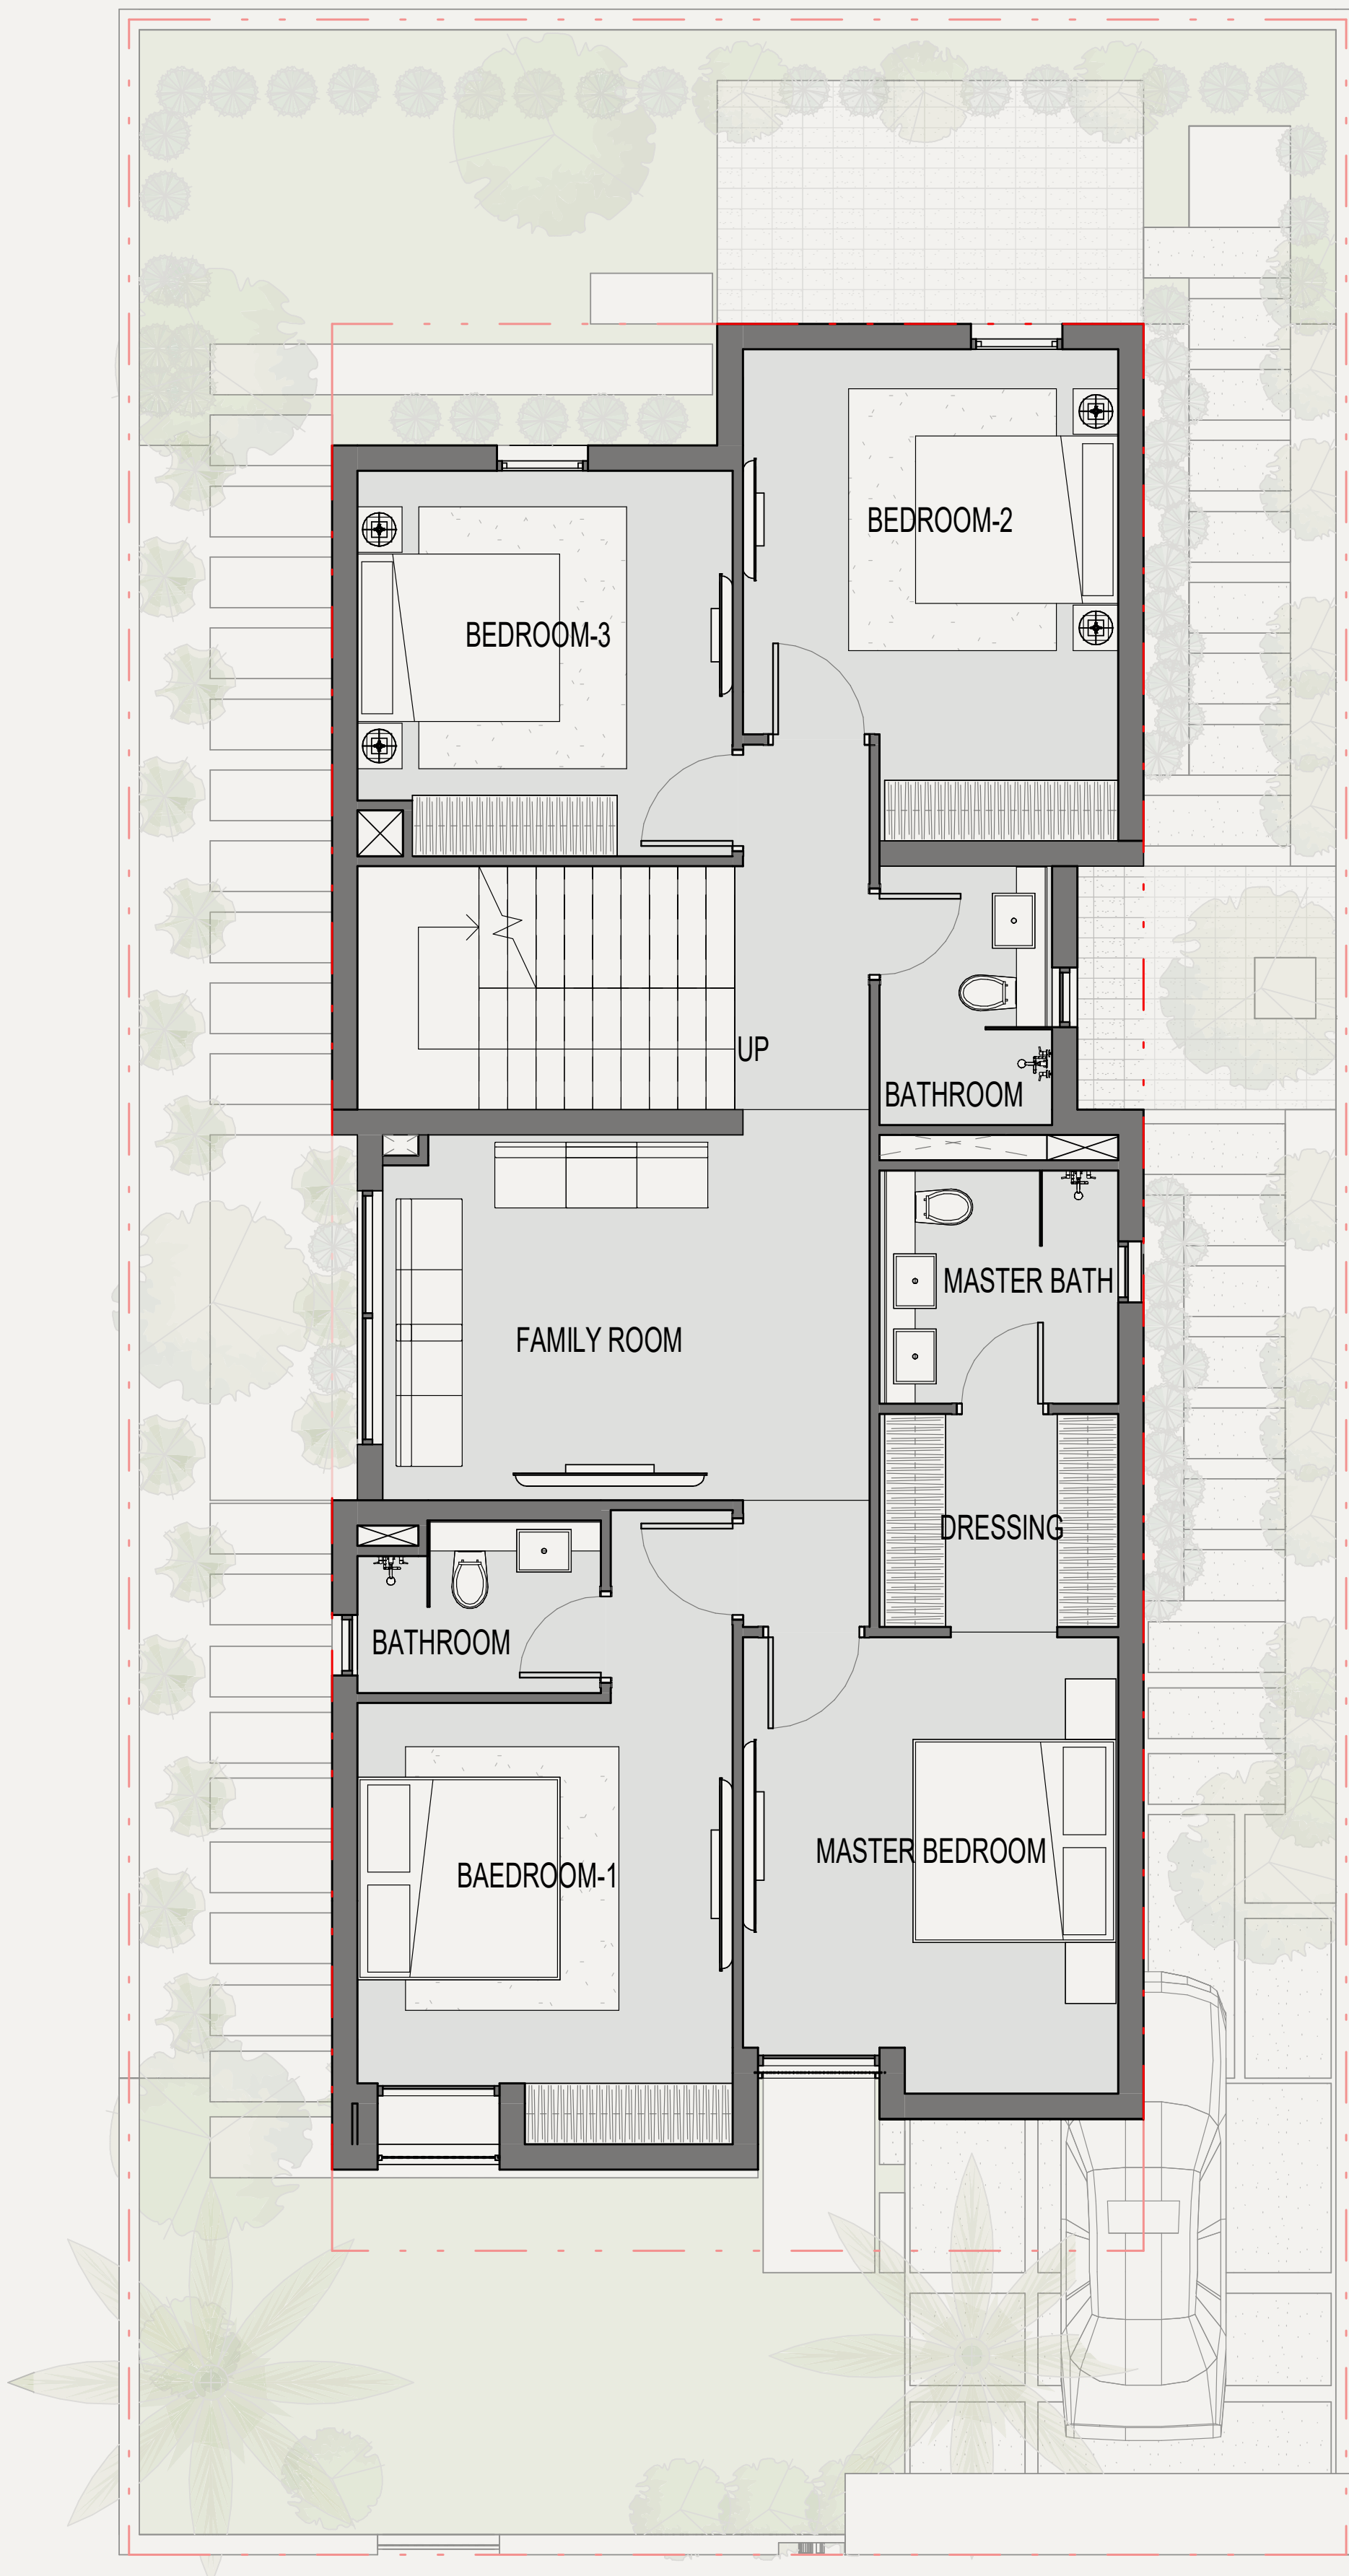 BEDROOM-2
BEDROOM-3
UP
BATHROOM
MASTER BATH
FAMILY ROOM
DRESSING
BATHROOM
MASTER BEDROOM
BAEDROOM-1